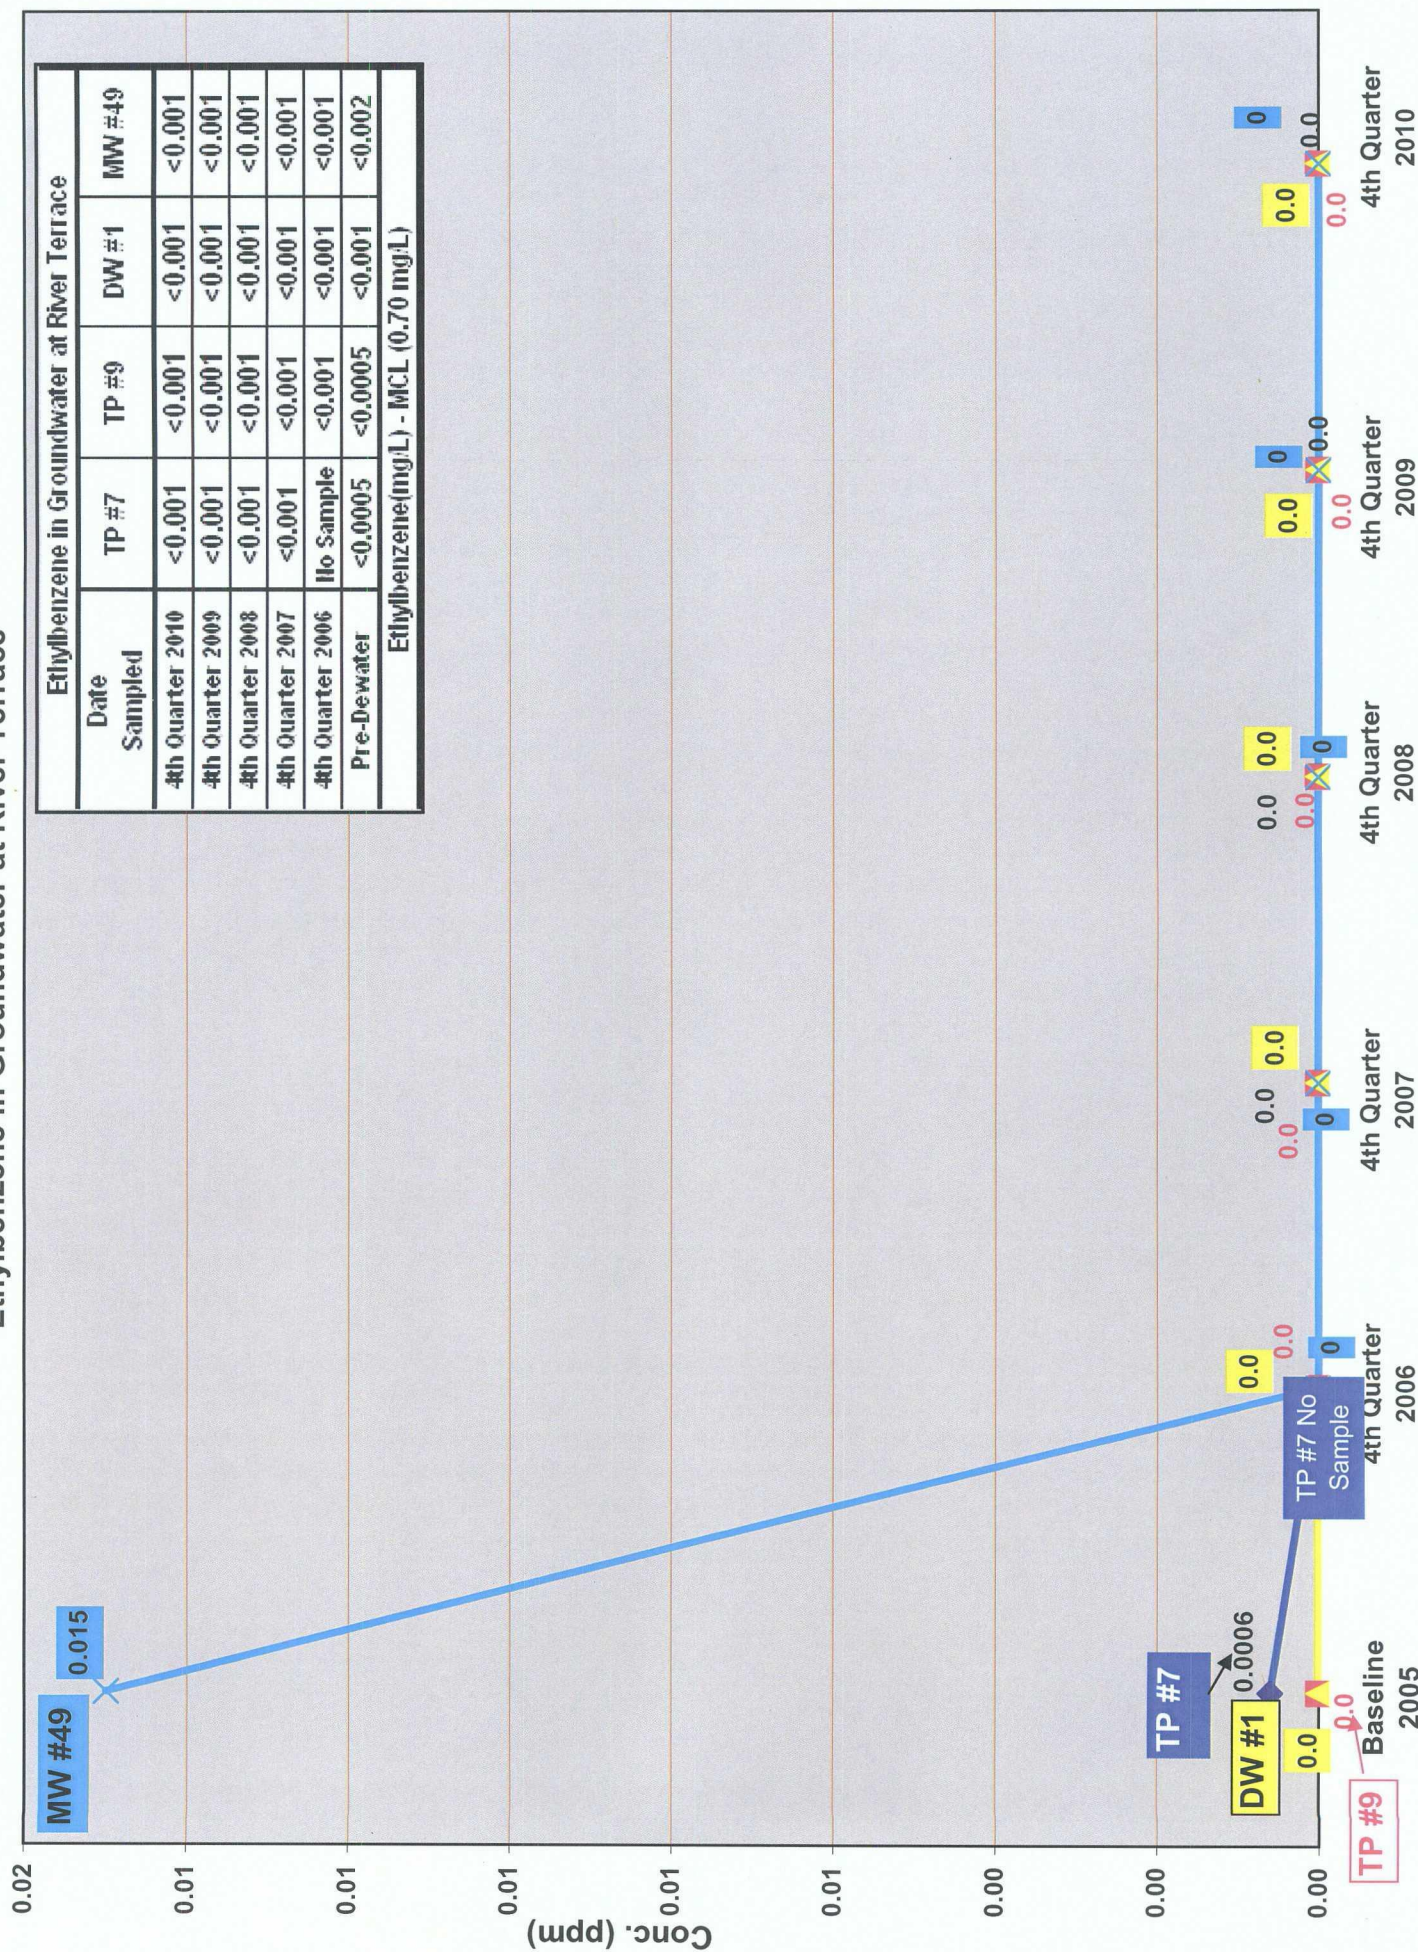 Ethylbenzene in Groundwater at River Terrace
0.02
0.01
0.01
0.01
0.01
0.01
0.00
0.00
0.00
Conc. (ppm)
Ethylbenzene in Groundwater at River Terrace
Date Sampled TP #7 TP #9 DW #1 MW #49
4th Quarter 2010 <0.001 <0.001 <0.001 <0.001
4th Quarter 2009 <0.001 <0.001 <0.001 <0.001
4th Quarter 2008 <0.001 <0.001 <0.001 <0.001
4th Quarter 2007 <0.001 <0.001 <0.001 <0.001
4th Quarter 2006 No Sample <0.001 <0.001 <0.001
Pre-Dewater <0.0005 <0.0005 <0.001 <0.002
Ethylbenzene(mg/L) - MCL (0.70 mg/L)
MW #49
0.015
TP #7
0.0006
DW #1
0.0
0.0
TP #9
TP #7 No
Sample
0.0
0.0
0
0.0
0.0
0.0
0
0.0
0.0
0.0
0
0.0
0
0.0
0.0
0.0
0
0.0
0.0
Baseline
2005
4th Quarter
2006
4th Quarter
2007
4th Quarter
2008
4th Quarter
2009
4th Quarter
2010